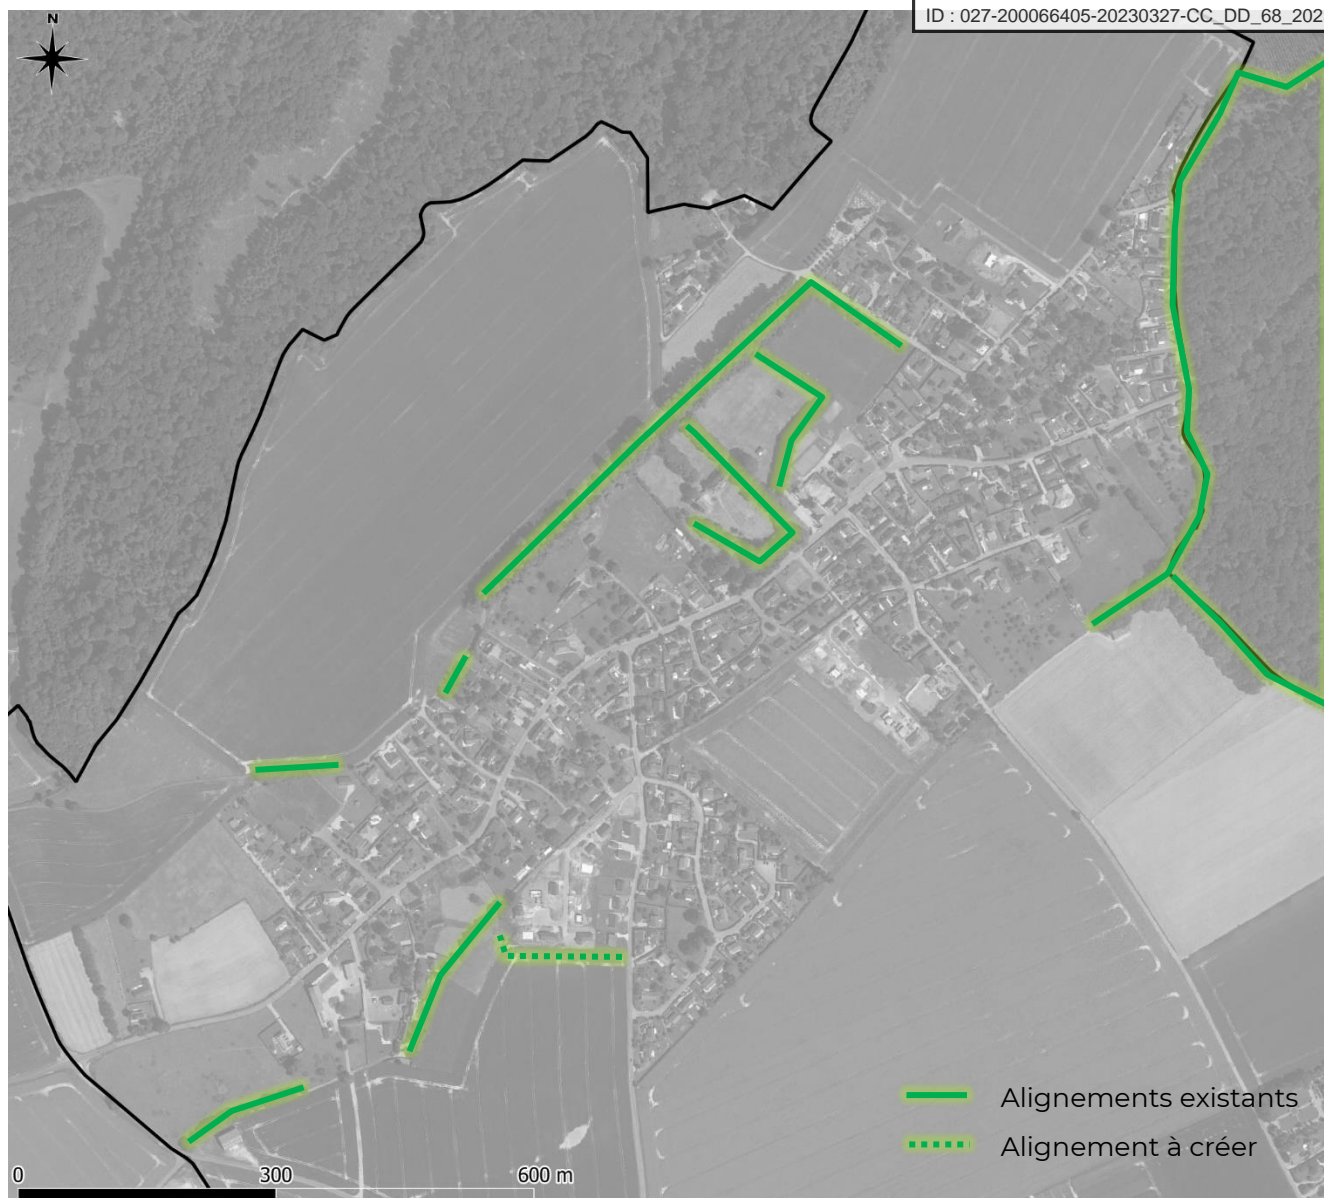 ID : 027-200066405-20230327-CC_DD_68_202
N
Alignements existants
Alignement à créer
0 300 600 m